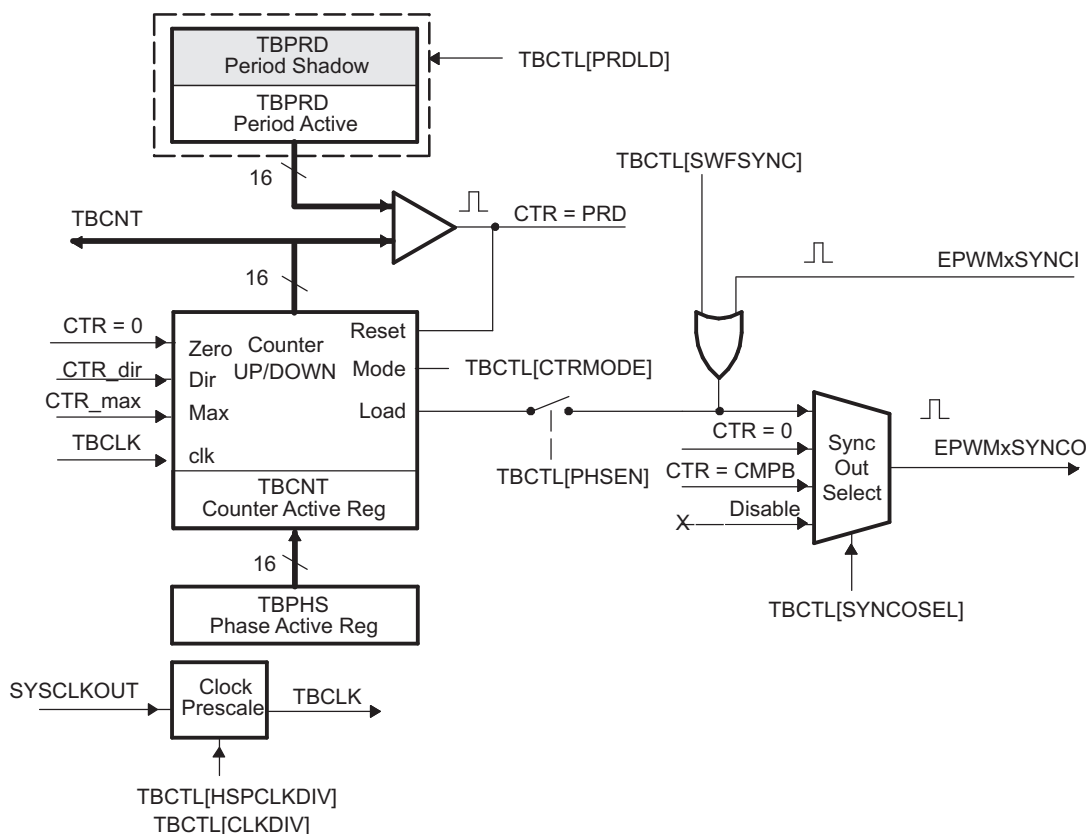 TBPRD
Period Shadow
TBPRD
Period Active
TBCTL[PRDLD]
16
TBCTL[SWFSYNC]
TBCNT
CTR = PRD
EPWMxSYNCI
16
CTR = 0
CTR_dir
CTR_max
TBCLK
Zero
Dir
Max
clk
Counter
UP/DOWN
Reset
Mode
Load
TBCTL[CTRMODE]
TBCNT
Counter Active Reg
TBCTL[PHSEN]
CTR = 0
CTR = CMPB
Disable
X
Sync
Out
Select
EPWMxSYNCO
TBCTL[SYNCOSEL]
16
TBPHS
Phase Active Reg
SYSCLKOUT
Clock
Prescale
TBCLK
TBCTL[HSPCLKDIV]
TBCTL[CLKDIV]